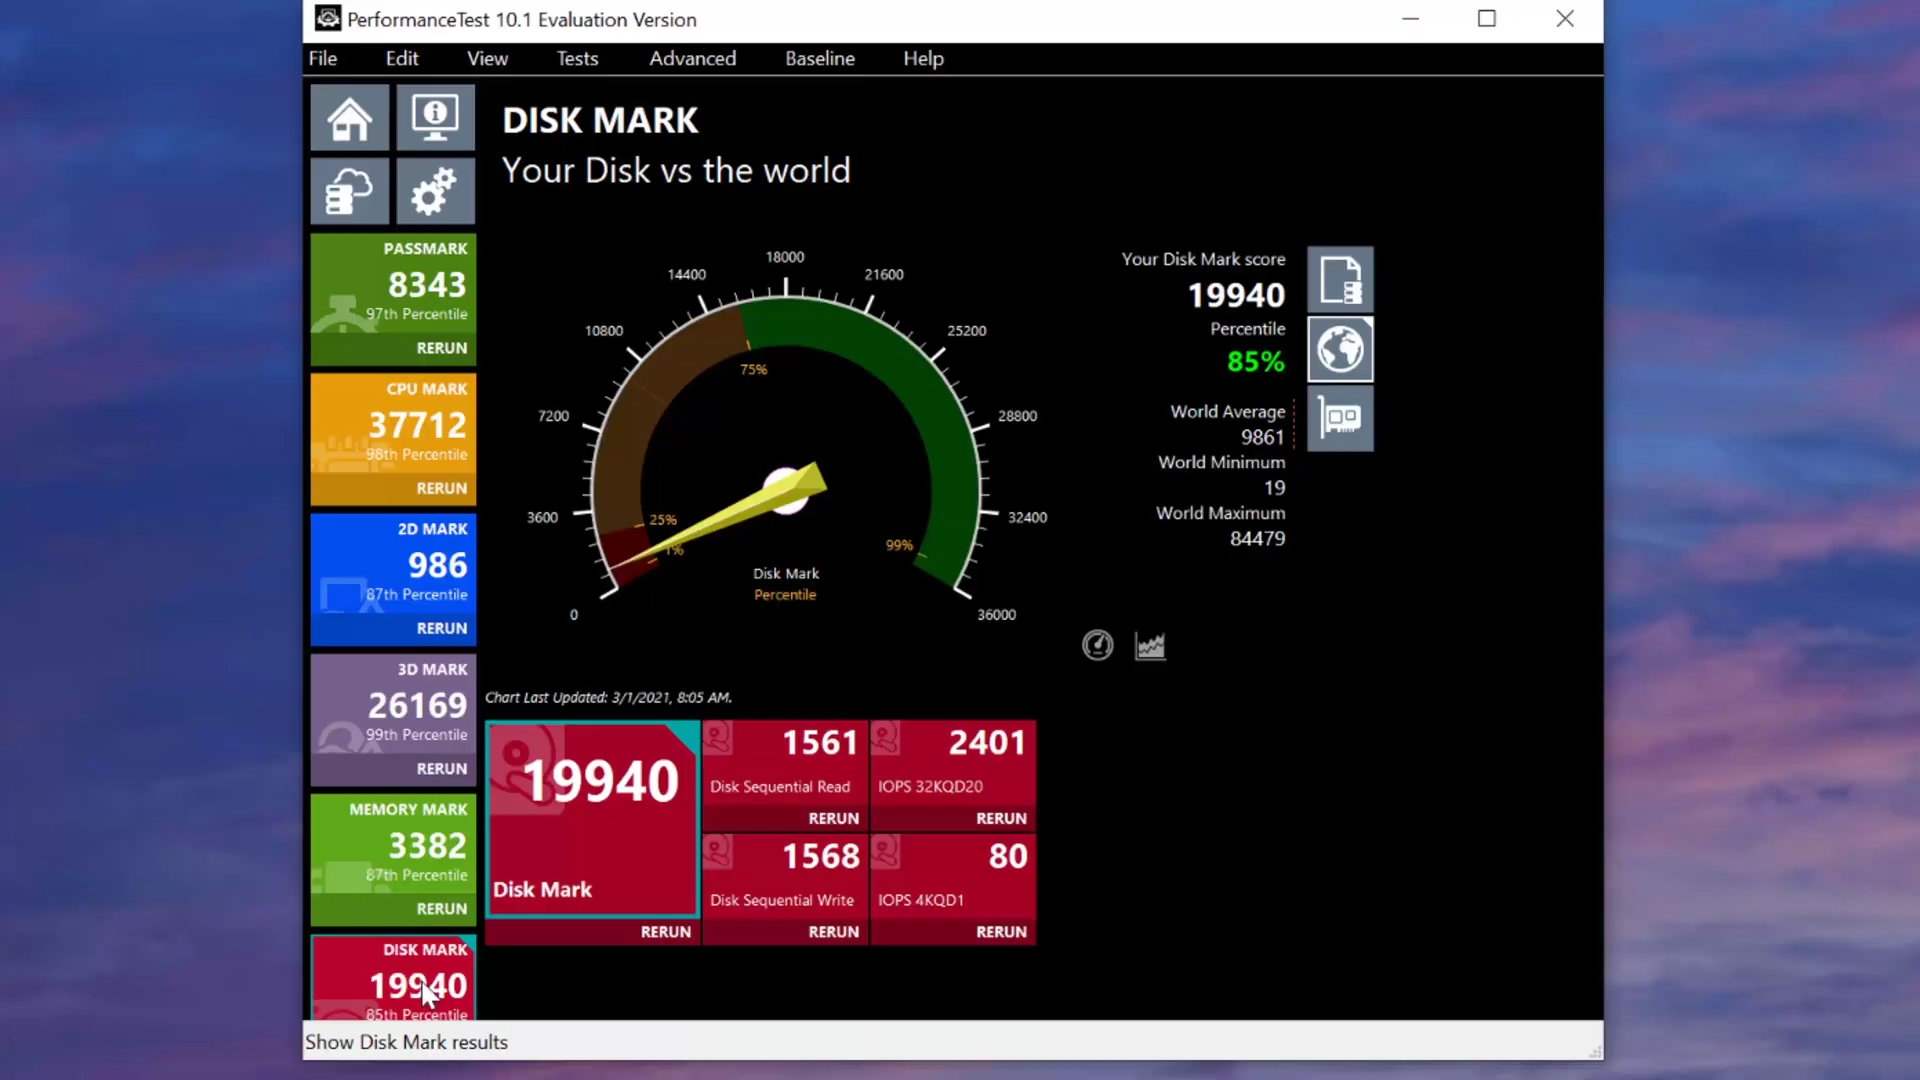 PerformanceTest 10.1 Evaluation Version
File Edit View Tests Advanced Baseline Help
DISK MARK
Your Disk vs the world
PASSMARK
8343
97th Percentile
RERUN
CPU MARK
37712
98th Percentile
RERUN
2D MARK
986
87th Percentile
RERUN
3D MARK
26169
99th Percentile
RERUN
MEMORY MARK
3382
87th Percentile
RERUN
DISK MARK
19940
85th Percentile
0
3600
7200
10800
14400
18000
21600
25200
28800
32400
36000
1%
25%
75%
99%
Disk Mark
Percentile
Your Disk Mark score
19940
Percentile
85%
World Average
9861
World Minimum
19
World Maximum
84479
Chart Last Updated: 3/1/2021, 8:05 AM.
19940
Disk Mark
RERUN
1561
Disk Sequential Read
RERUN
2401
IOPS 32KQD20
RERUN
1568
Disk Sequential Write
RERUN
80
IOPS 4KQD1
RERUN
Show Disk Mark results